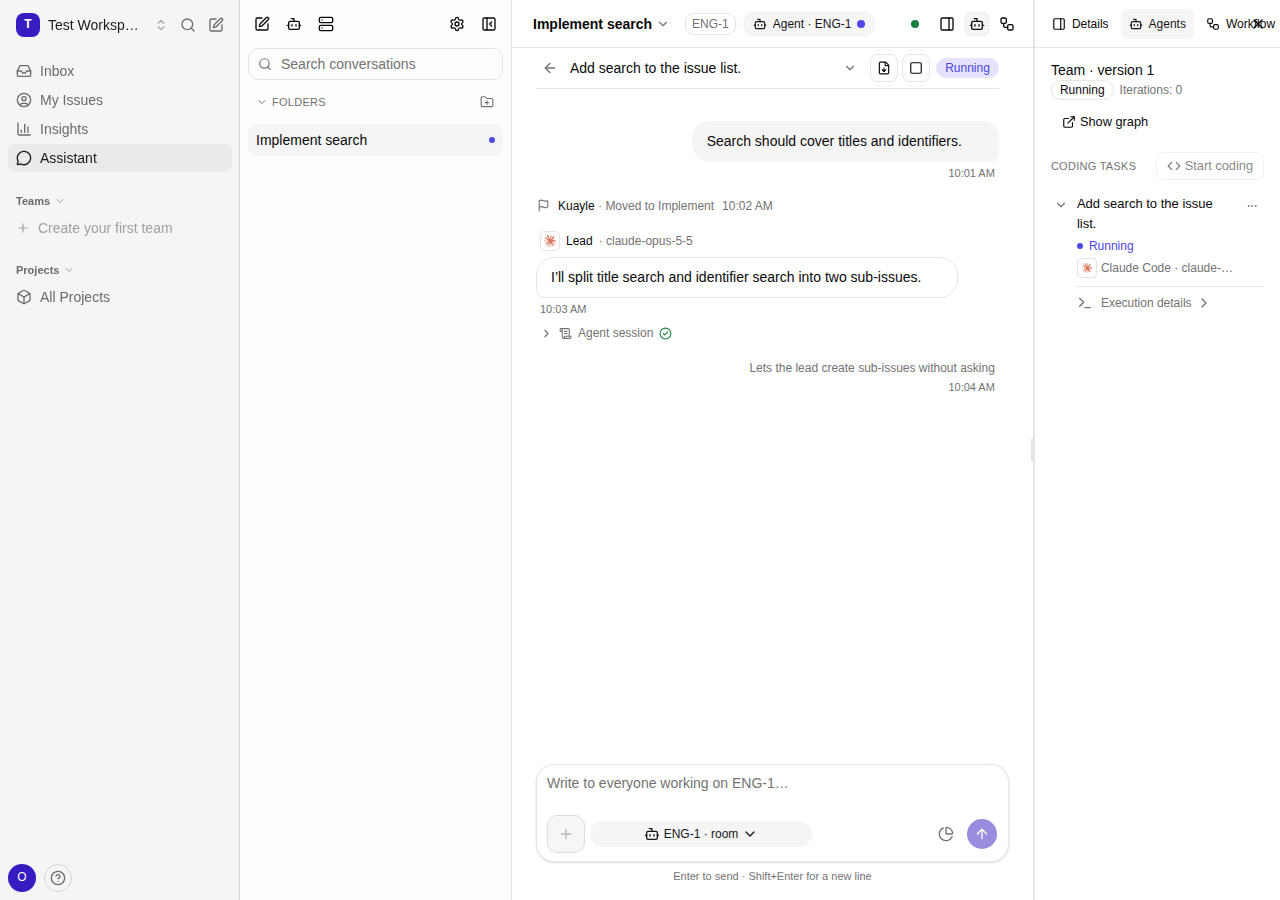 T
Test Worksp…
Inbox
My Issues
Insights
Assistant
Teams
Create your first team
Projects
All Projects
O
Search conversations
FOLDERS
Implement search
Implement search
ENG-1
Agent · ENG-1
Add search to the issue list.
Running
Search should cover titles and identifiers.
10:01 AM
Kuayle · Moved to Implement 10:02 AM
Lead · claude-opus-5-5
I’ll split title search and identifier search into two sub-issues.
10:03 AM
Agent session
Lets the lead create sub-issues without asking
10:04 AM
Write to everyone working on ENG-1…
ENG-1 · room
Enter to send · Shift+Enter for a new line
Details
Agents
Workflow
Team · version 1
Running
Iterations: 0
Show graph
CODING TASKS
Start coding
Add search to the issue
list.
Running
Claude Code · claude-…
Execution details